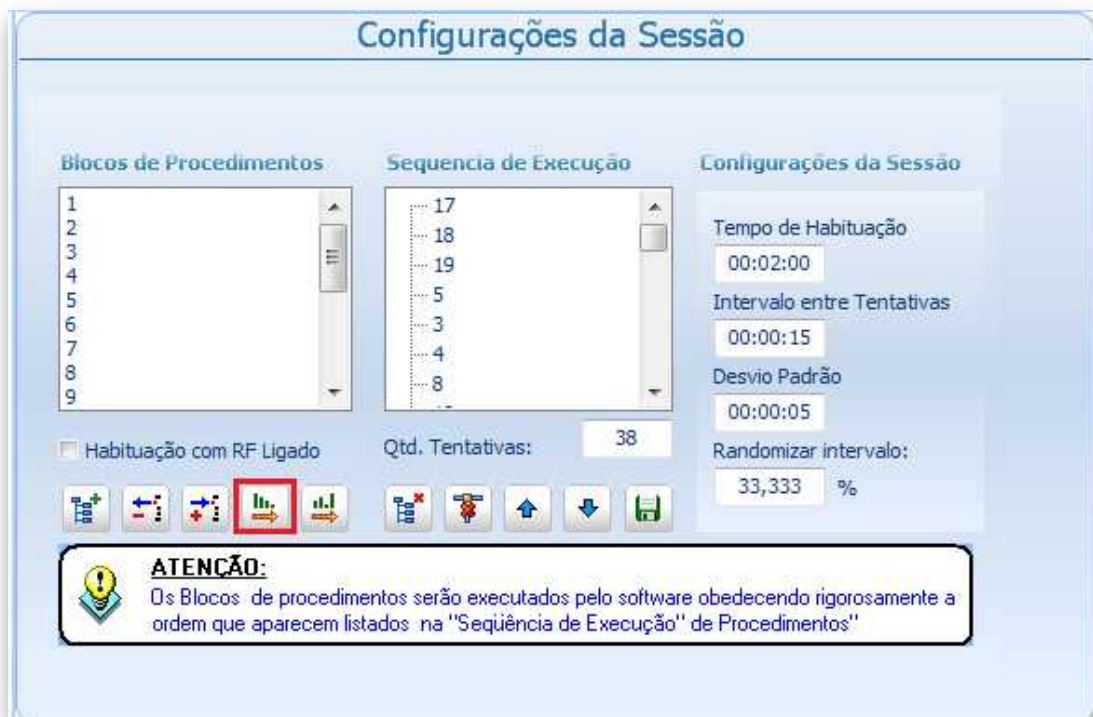 Configurações da Sessão
Blocos de Procedimentos
1
2
3
4
5
6
7
8
9
Habituação com RF Ligado
Sequencia de Execução
17
18
19
5
3
4
8
Qtd. Tentativas: 38
Configurações da Sessão
Tempo de Habituação
00:02:00
Intervalo entre Tentativas
00:00:15
Desvio Padrão
00:00:05
Randomizar intervalo:
33,333 %
ATENÇÃO:
Os Blocos de procedimentos serão executados pelo software obedecendo rigorosamente a
ordem que aparecem listados na "Seqüência de Execução" de Procedimentos"